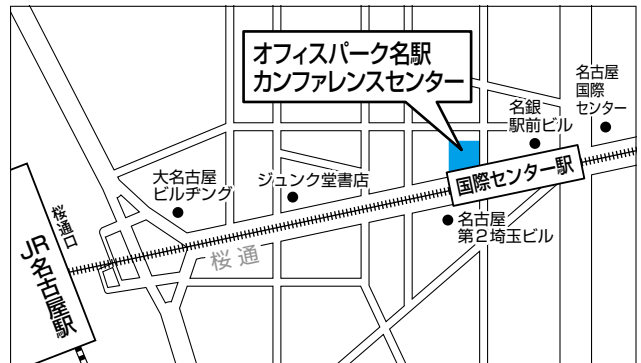 オフィスパーク名駅
カンファレンスセンター
名古屋
国際
センター
名銀
駅前ビル
国際センター駅
大名古屋
ビルヂング
ジュンク堂書店
名古屋
第2埼玉ビル
桜通
桜通口
JR名古屋駅